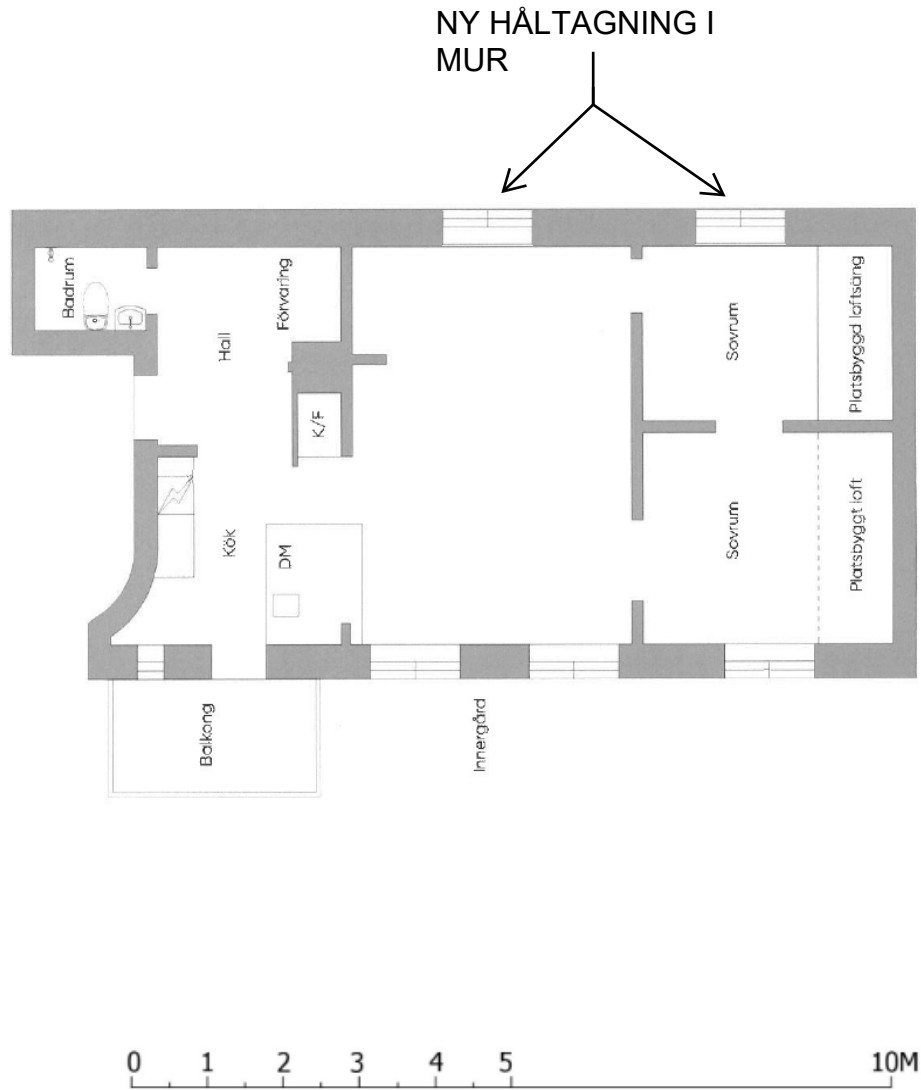 NY HÅLTAGNING I
MUR
Badrum
Hall
Förvaring
K/F
Kök
DM
Sovrum
Platsbyggd loftsäng
Sovrum
Platsbyggt loft
Balkong
Innergård
0 1 2 3 4 5 10M